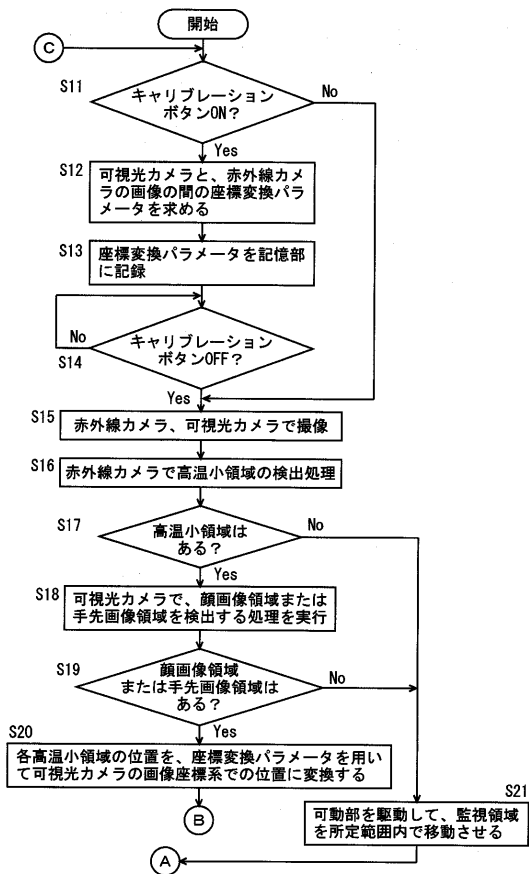 開始
C
S11
キャリブレーション
ボタンON?
No
Yes
S12
可視光カメラと、赤外線カメ
ラの画像の間の座標変換パラ
メータを求める
S13
座標変換パラメータを記憶部
に記録
No
キャリブレーション
ボタンOFF?
S14
Yes
S15
赤外線カメラ、可視光カメラで撮像
S16
赤外線カメラで高温小領域の検出処理
S17
高温小領域は
ある?
No
Yes
S18
可視光カメラで、顔画像領域または
手先画像領域を検出する処理を実行
S19
顔画像領域
または手先画像領域は
ある?
No
Yes
S20
各高温小領域の位置を、座標変換パラメータを用い
て可視光カメラの画像座標系での位置に変換する
B
S21
可動部を駆動して、監視領域
を所定範囲内で移動させる
A